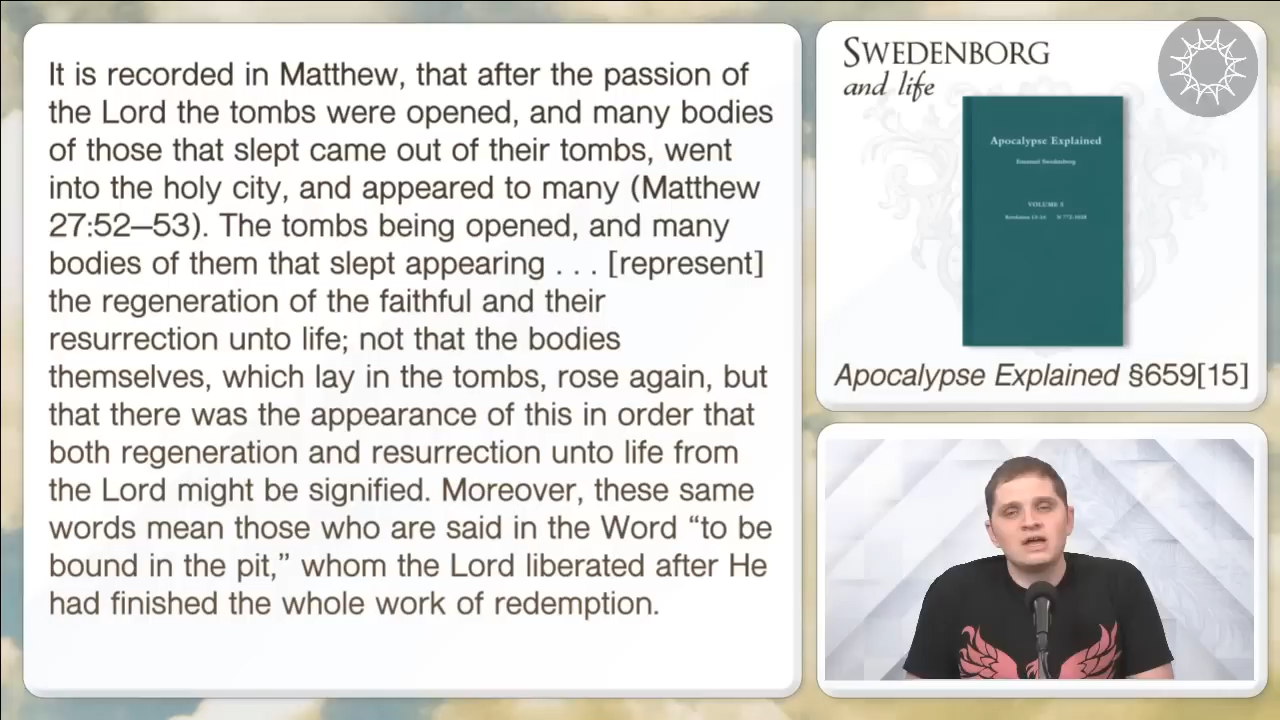 It is recorded in Matthew, that after the passion of
the Lord the tombs were opened, and many bodies
of those that slept came out of their tombs, went
into the holy city, and appeared to many (Matthew
27:52–53). The tombs being opened, and many
bodies of them that slept appearing . . . [represent]
the regeneration of the faithful and their
resurrection unto life; not that the bodies
themselves, which lay in the tombs, rose again, but
that there was the appearance of this in order that
both regeneration and resurrection unto life from
the Lord might be signified. Moreover, these same
words mean those who are said in the Word “to be
bound in the pit,” whom the Lord liberated after He
had finished the whole work of redemption.
SWEDENBORG
and life
Apocalypse Explained
Emanuel Swedenborg
VOLUME 5
Apocalypse Explained §659[15]